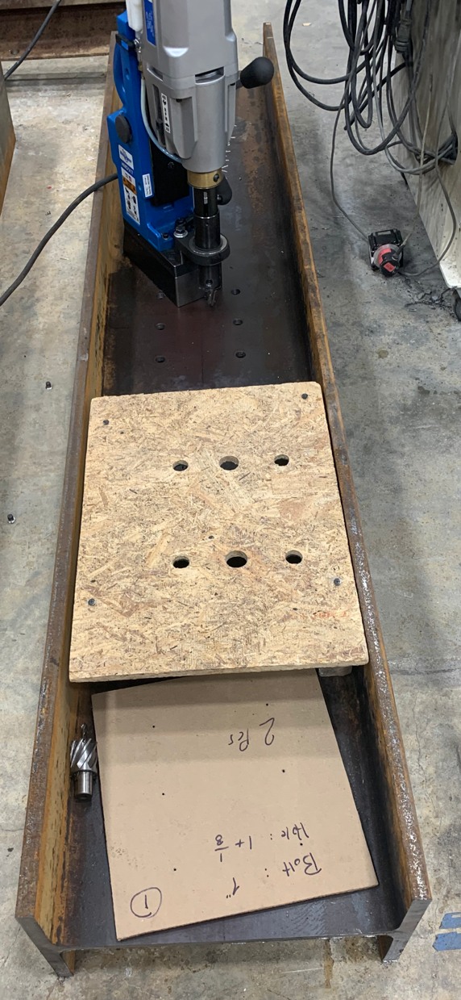 ①
Bolt: 1"
Hole: 1 + 1/8
2 Pcs